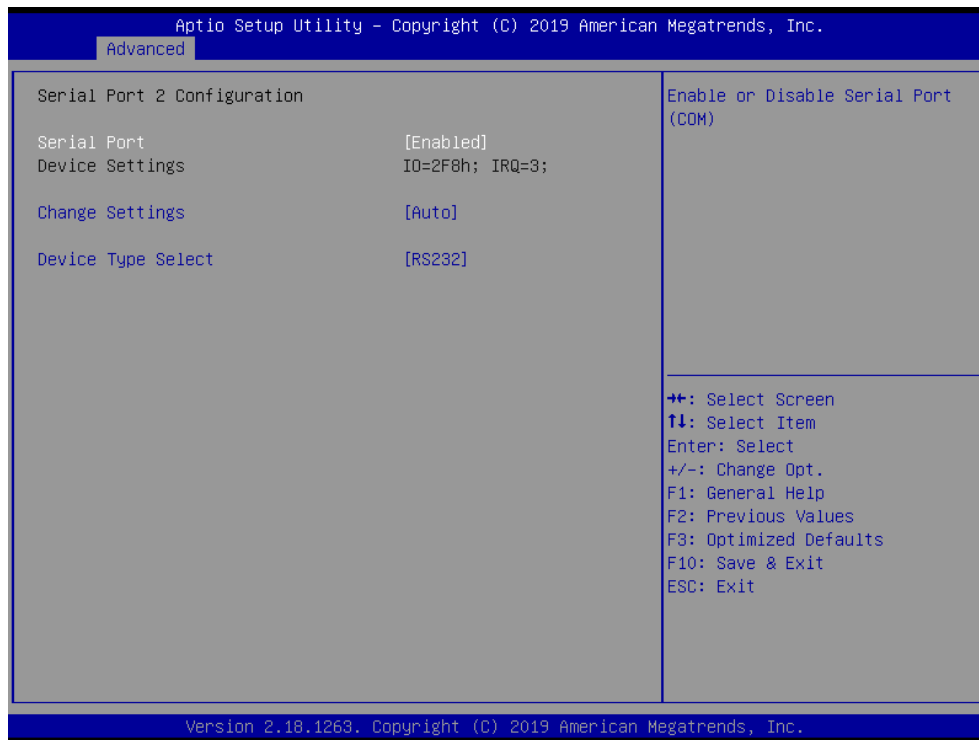 Aptio Setup Utility – Copyright (C) 2019 American Megatrends, Inc.
Advanced
Serial Port 2 Configuration
Serial Port [Enabled]
Device Settings IO=2F8h; IRQ=3;
Change Settings [Auto]
Device Type Select [RS232]
Enable or Disable Serial Port
(COM)
→←: Select Screen
↑↓: Select Item
Enter: Select
+/-: Change Opt.
F1: General Help
F2: Previous Values
F3: Optimized Defaults
F10: Save & Exit
ESC: Exit
Version 2.18.1263. Copyright (C) 2019 American Megatrends, Inc.